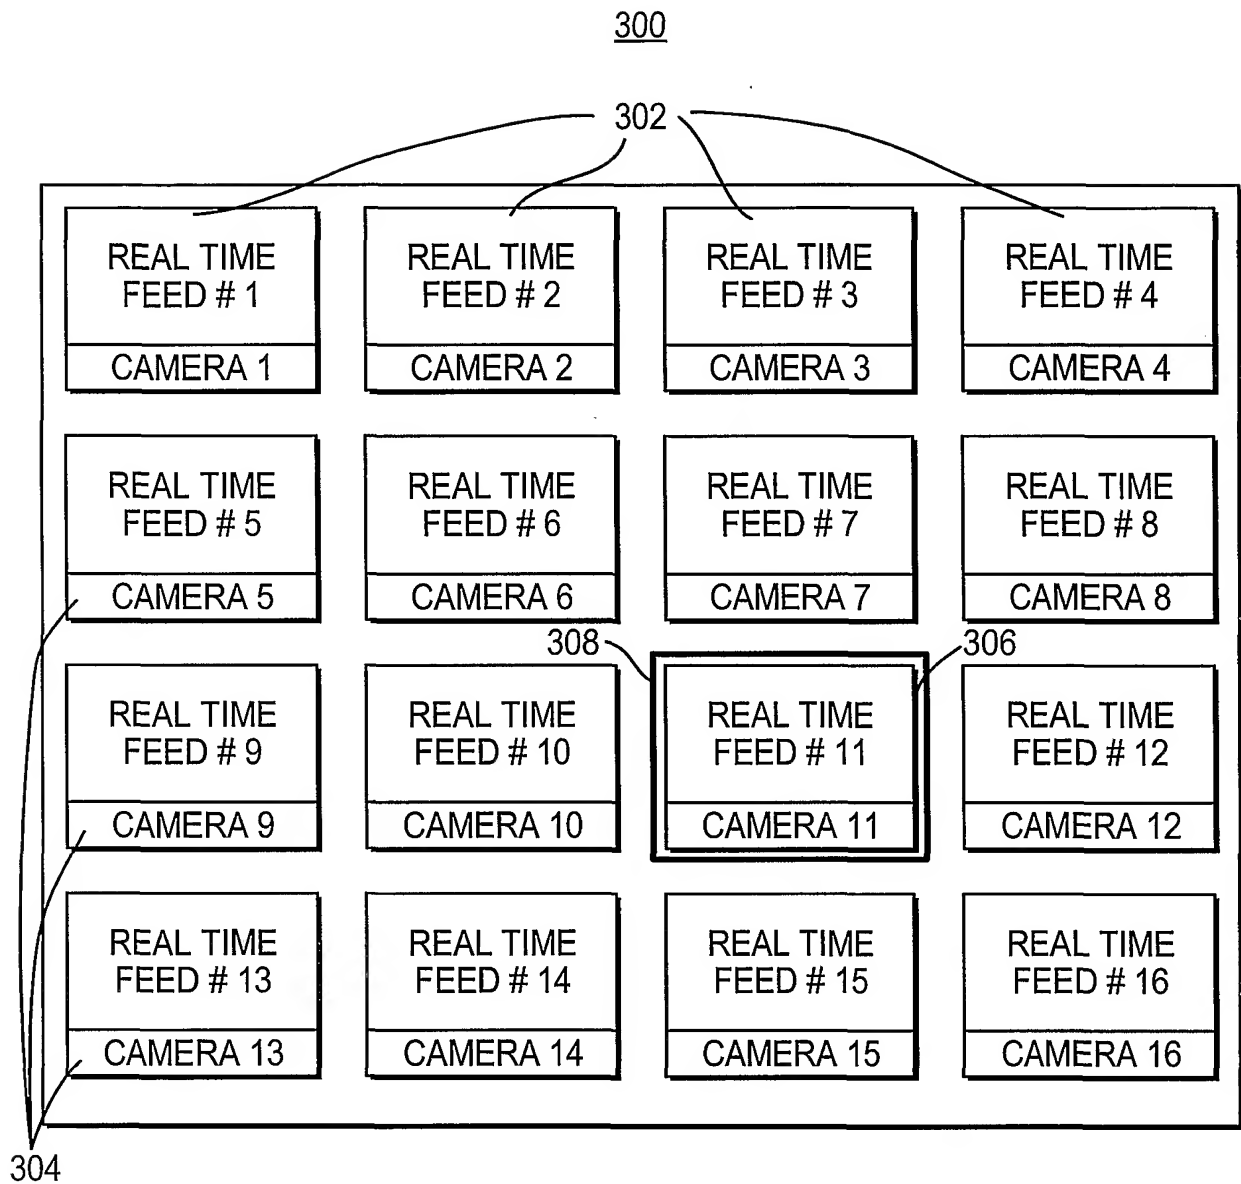 300
302
REAL TIME
FEED # 1
CAMERA 1
REAL TIME
FEED # 2
CAMERA 2
REAL TIME
FEED # 3
CAMERA 3
REAL TIME
FEED # 4
CAMERA 4
REAL TIME
FEED # 5
CAMERA 5
REAL TIME
FEED # 6
CAMERA 6
REAL TIME
FEED # 7
CAMERA 7
REAL TIME
FEED # 8
CAMERA 8
308
306
REAL TIME
FEED # 9
CAMERA 9
REAL TIME
FEED # 10
CAMERA 10
REAL TIME
FEED # 11
CAMERA 11
REAL TIME
FEED # 12
CAMERA 12
REAL TIME
FEED # 13
CAMERA 13
REAL TIME
FEED # 14
CAMERA 14
REAL TIME
FEED # 15
CAMERA 15
REAL TIME
FEED # 16
CAMERA 16
304